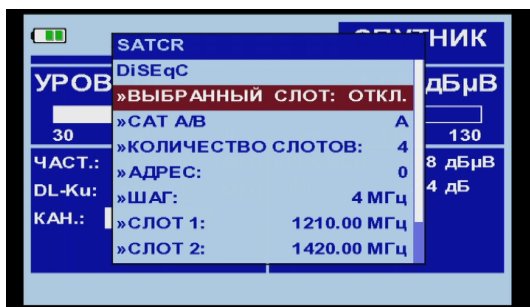 СПУТНИК
SATCR
DiSEqC
УРОВ
дБµВ
»ВЫБРАННЫЙ СЛОТ: ОТКЛ.
»САТ А/В А
30
130
»КОЛИЧЕСТВО СЛОТОВ: 4
ЧАСТ.:
8 дБµВ
»АДРЕС: 0
DL-Ku:
4 дБ
»ШАГ: 4 МГц
КАН.:
»СЛОТ 1: 1210.00 МГц
»СЛОТ 2: 1420.00 МГц